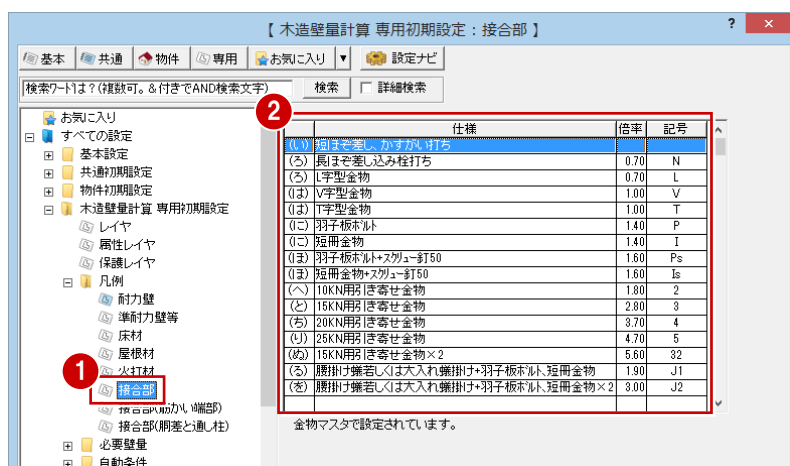 【 木造壁量計算 専用初期設定：接合部 】 ? ×
基本 共通 物件 専用 お気に入り ▼ 設定ナビ
検索ワードは？(複数可。&付きでAND検索文字) 検索 詳細検索
お気に入り
すべての設定
基本設定
共通初期設定
物件初期設定
木造壁量計算 専用初期設定
レイヤ
属性レイヤ
保護レイヤ
凡例
耐力壁
準耐力壁等
床材
屋根材
火打材
1
接合部
接合部(筋かい端部)
接合部(胴差と通し柱)
必要壁量
自動条件
2
仕様 倍率 記号
(い) 短ほぞ差し、かすがい打ち
(ろ) 長ほぞ差し込み栓打ち 0.70 N
(ろ) L字型金物 0.70 L
(は) V字型金物 1.00 V
(は) T字型金物 1.00 T
(に) 羽子板ボルト 1.40 P
(に) 短冊金物 1.40 I
(ほ) 羽子板ボルト+スクリュー釘50 1.60 Ps
(ほ) 短冊金物+スクリュー釘50 1.60 Is
(へ) 10KN用引き寄せ金物 1.80 2
(と) 15KN用引き寄せ金物 2.80 3
(ち) 20KN用引き寄せ金物 3.70 4
(り) 25KN用引き寄せ金物 4.70 5
(ぬ) 15KN用引き寄せ金物×2 5.60 32
(る) 腰掛け蟻若しくは大入れ蟻掛け+羽子板ボルト、短冊金物 1.90 J1
(を) 腰掛け蟻若しくは大入れ蟻掛け+羽子板ボルト、短冊金物×2 3.00 J2
金物マスタで設定されています。